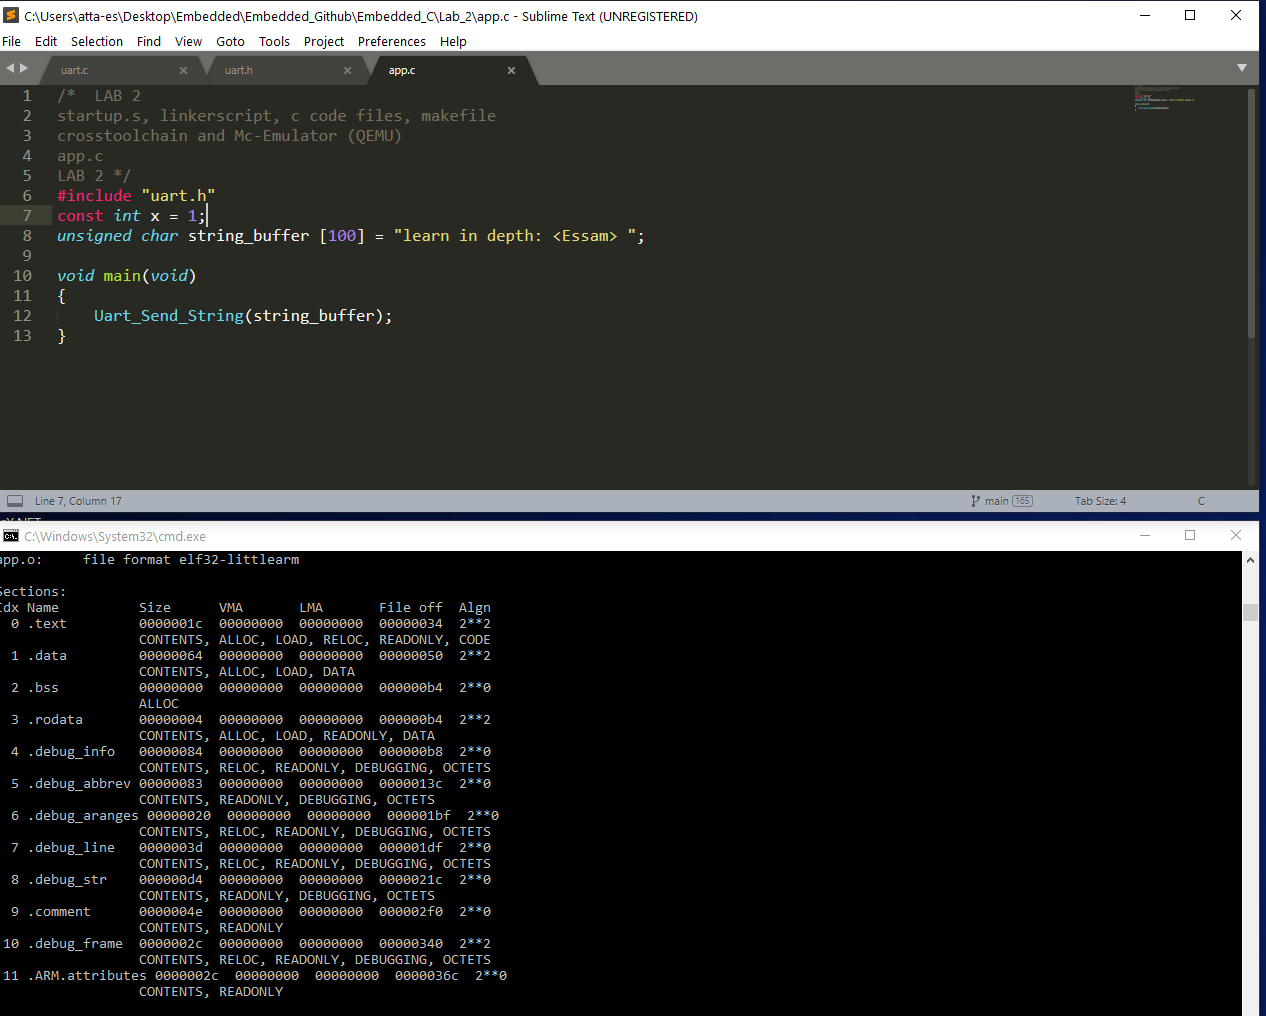 C:\Users\atta-es\Desktop\Embedded\Embedded_Github\Embedded_C\Lab_2\app.c - Sublime Text (UNREGISTERED)
File Edit Selection Find View Goto Tools Project Preferences Help
uart.c × uart.h × app.c ×
1 /*  LAB 2
2 startup.s, linkerscript, c code files, makefile
3 crosstoolchain and Mc-Emulator (QEMU)
4 app.c
5 LAB 2 */
6 #include "uart.h"
7 const int x = 1;
8 unsigned char string_buffer [100] = "learn in depth: <Essam> ";
9
10 void main(void)
11 {
12     Uart_Send_String(string_buffer);
13 }
Line 7, Column 17 main 165 Tab Size: 4 C
C:\Windows\System32\cmd.exe
app.o:     file format elf32-littlearm
Sections:
Idx Name          Size      VMA       LMA       File off  Algn
  0 .text         0000001c  00000000  00000000  00000034  2**2
                  CONTENTS, ALLOC, LOAD, RELOC, READONLY, CODE
  1 .data         00000064  00000000  00000000  00000050  2**2
                  CONTENTS, ALLOC, LOAD, DATA
  2 .bss          00000000  00000000  00000000  000000b4  2**0
                  ALLOC
  3 .rodata       00000004  00000000  00000000  000000b4  2**2
                  CONTENTS, ALLOC, LOAD, READONLY, DATA
  4 .debug_info   00000084  00000000  00000000  000000b8  2**0
                  CONTENTS, RELOC, READONLY, DEBUGGING, OCTETS
  5 .debug_abbrev 00000083  00000000  00000000  0000013c  2**0
                  CONTENTS, READONLY, DEBUGGING, OCTETS
  6 .debug_aranges 00000020  00000000  00000000  000001bf  2**0
                  CONTENTS, RELOC, READONLY, DEBUGGING, OCTETS
  7 .debug_line   0000003d  00000000  00000000  000001df  2**0
                  CONTENTS, RELOC, READONLY, DEBUGGING, OCTETS
  8 .debug_str    000000d4  00000000  00000000  0000021c  2**0
                  CONTENTS, READONLY, DEBUGGING, OCTETS
  9 .comment      0000004e  00000000  00000000  000002f0  2**0
                  CONTENTS, READONLY
 10 .debug_frame  0000002c  00000000  00000000  00000340  2**2
                  CONTENTS, RELOC, READONLY, DEBUGGING, OCTETS
 11 .ARM.attributes 0000002c  00000000  00000000  0000036c  2**0
                  CONTENTS, READONLY